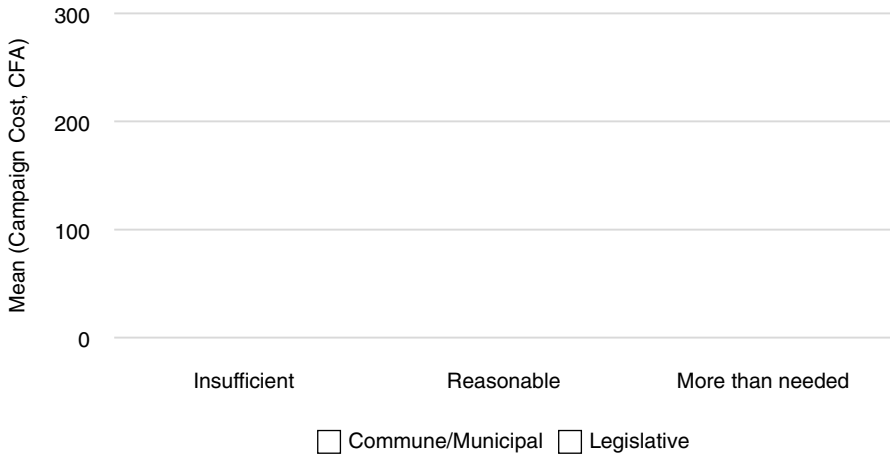 Mean (Campaign Cost, CFA)
300
200
100
0
Insufficient
Reasonable
More than needed
Commune/Municipal
Legislative